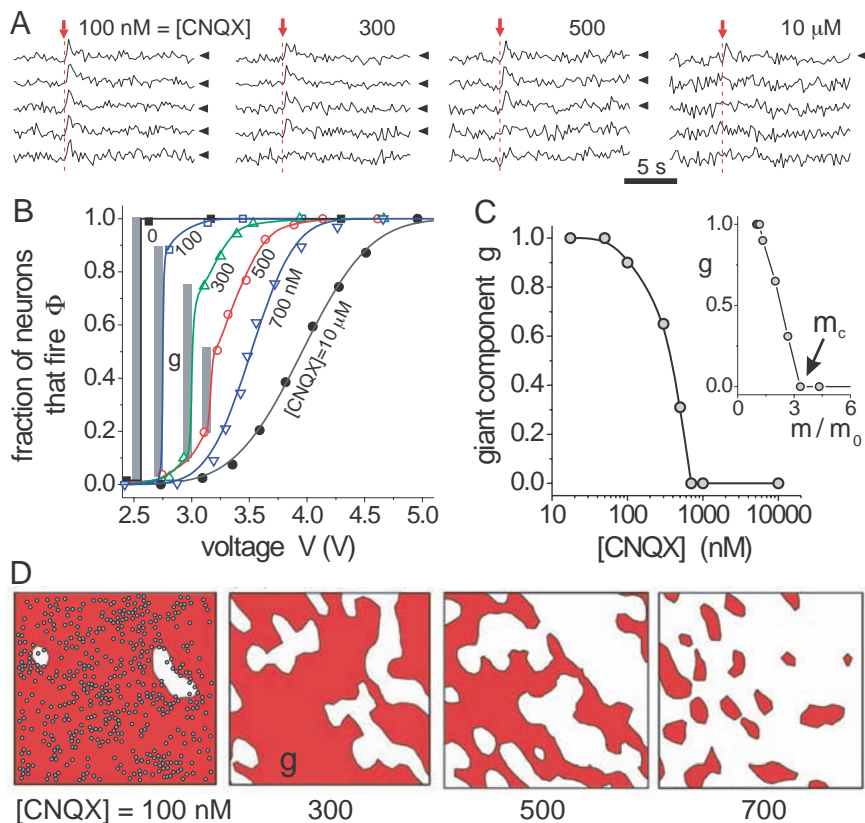 A
100 nM = [CNQX]
300
500
10 µM
5 s
B
fraction of neurons
that fire Φ
1.0
0.8
0.6
0.4
0.2
0.0
0
100
300
500
700 nM
[CNQX]=10 µM
g
2.5 3.0 3.5 4.0 4.5 5.0
voltage V (V)
C
giant component g
1.0
0.8
0.6
0.4
0.2
0.0
10 100 1000 10000
[CNQX] (nM)
g
1.0
0.5
0.0
mc
0 3 6
m / m0
D
g
[CNQX] = 100 nM 300 500 700